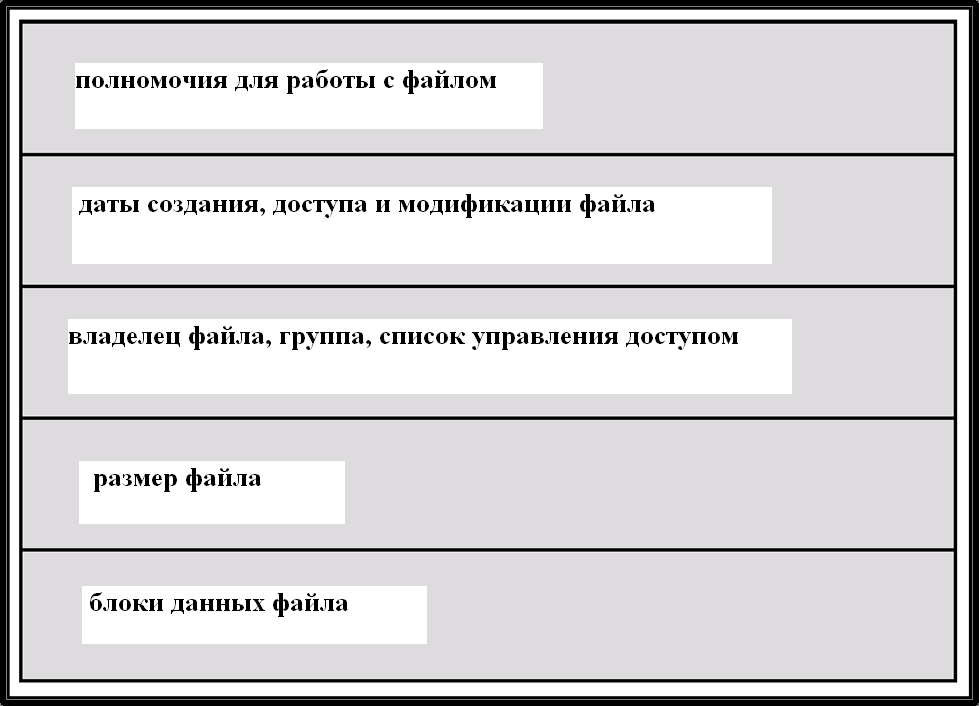 полномочия для работы с файлом
даты создания, доступа и модификации файла
владелец файла, группа, список управления доступом
размер файла
блоки данных файла